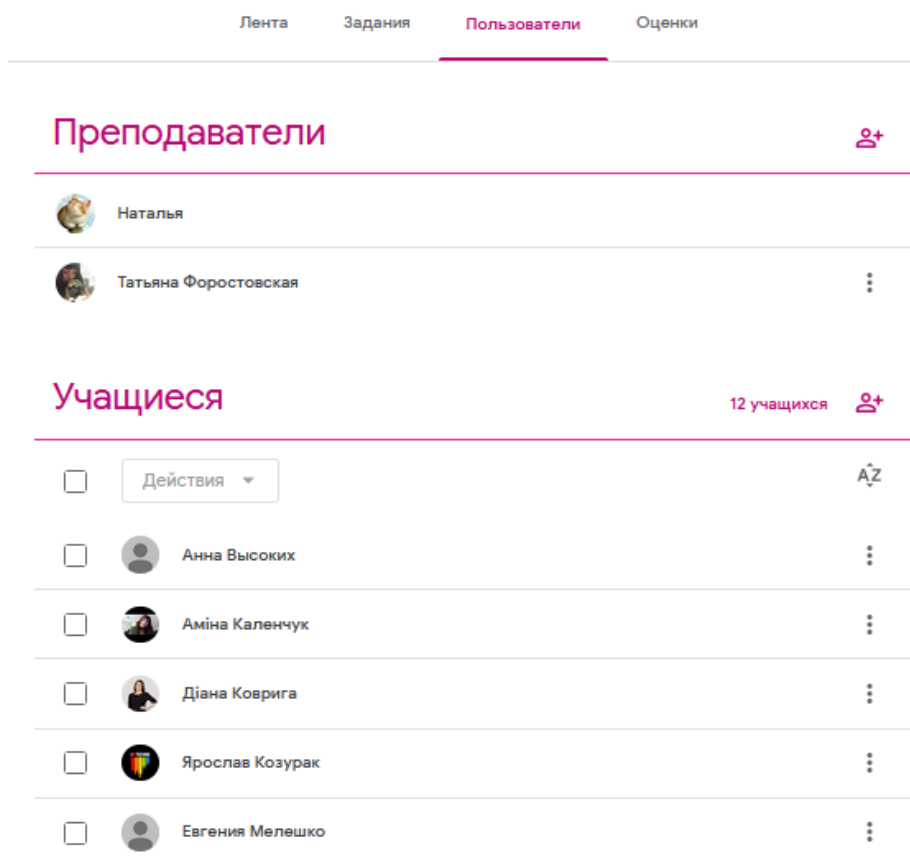 Лента Задания Пользователи Оценки
Преподаватели
Наталья
Татьяна Форостовская
Учащиеся 12 учащихся
Действия AZ
Анна Высоких
Аміна Каленчук
Діана Коврига
Ярослав Козурак
Евгения Мелешко